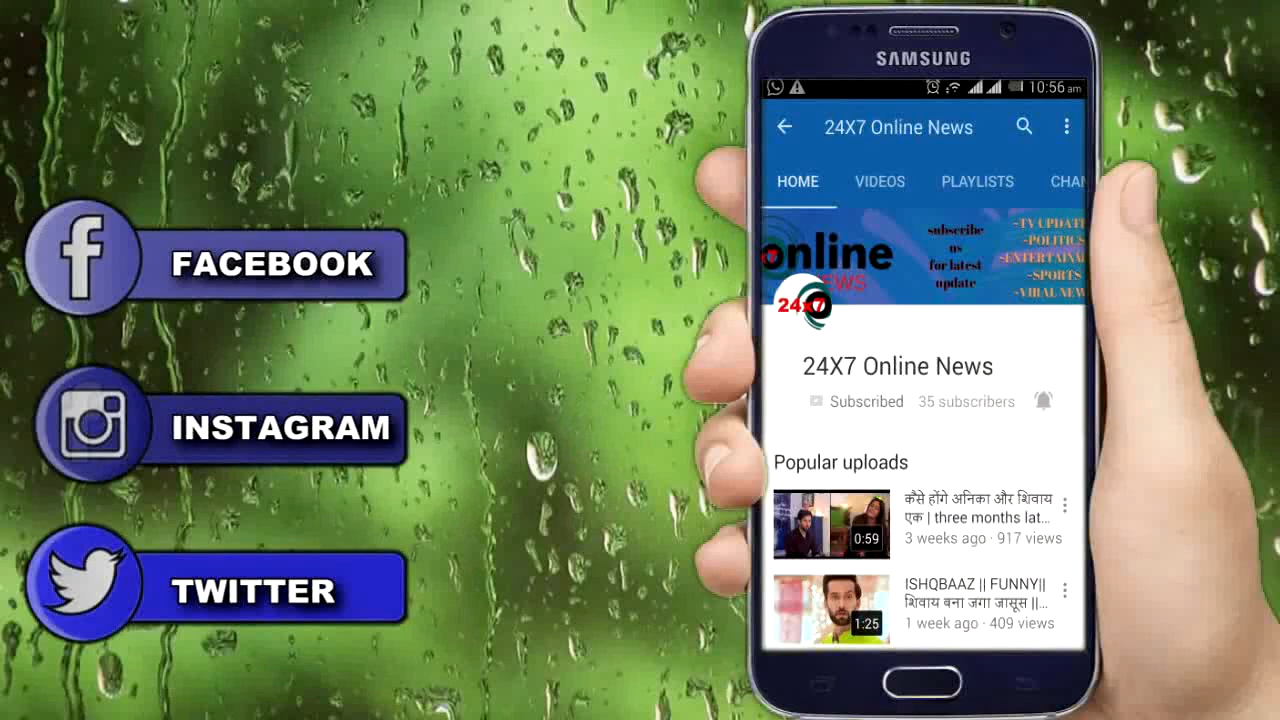 FACEBOOK
INSTAGRAM
TWITTER
SAMSUNG
10:56 am
24X7 Online News
HOME VIDEOS PLAYLISTS CHAN
online
NEWS
subscribe
us
for latest
update
~TV UPDATE
~POLITICS
~ENTERTAINM
~SPORTS
~VIRAL NEW
24x7
24X7 Online News
Subscribed 35 subscribers
Popular uploads
0:59
कैसे होंगे अनिका और शिवाय
एक | three months lat...
3 weeks ago · 917 views
1:25
ISHQBAAZ || FUNNY||
शिवाय बना जगा जासूस ||...
1 week ago · 409 views